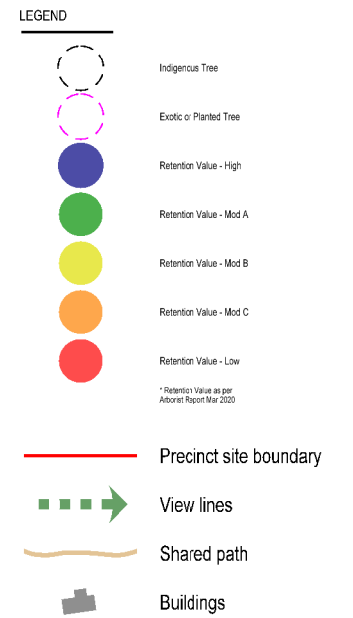 LEGEND
Indigenous Tree
Exotic or Planted Tree
Retention Value - High
Retention Value - Mod A
Retention Value - Mod B
Retention Value - Mod C
Retention Value - Low
* Retention Value as per
Arborist Report Mar 2020
Precinct site boundary
View lines
Shared path
Buildings